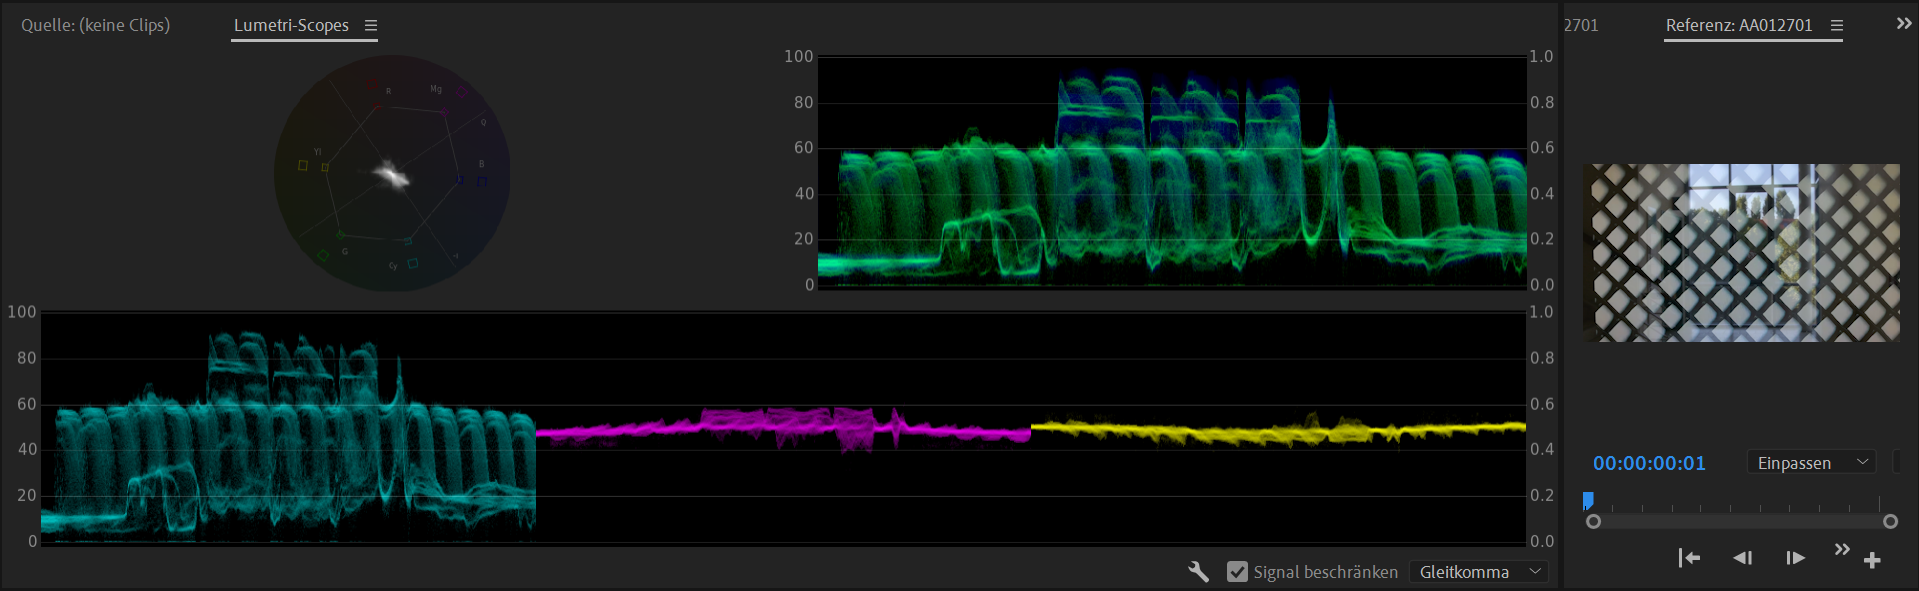 Quelle: (keine Clips)
Lumetri-Scopes
2701
Referenz: AA012701
R
Mg
Q
B
Yl
G
Cy
100
80
60
40
20
0
1.0
0.8
0.6
0.4
0.2
0.0
100
80
60
40
20
0
1.0
0.8
0.6
0.4
0.2
0.0
00:00:00:01
Einpassen
Signal beschränken
Gleitkomma